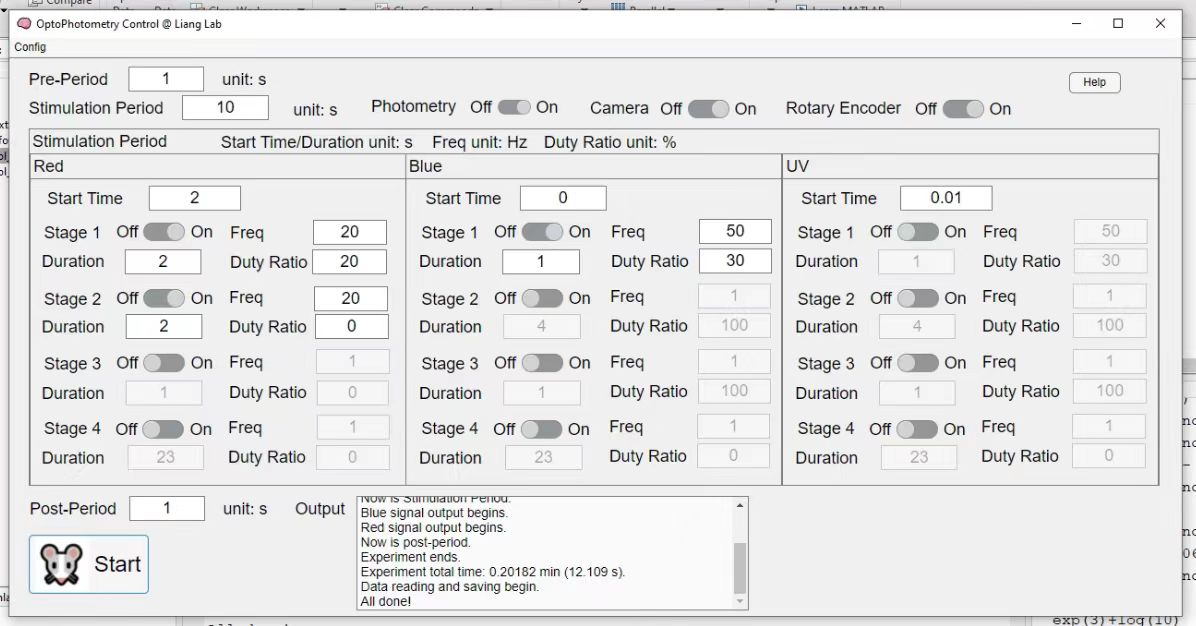 Compare
OptoPhotometry Control @ Liang Lab
Config
Pre-Period 1 unit: s
Help
Stimulation Period 10 unit: s Photometry Off On Camera Off On Rotary Encoder Off On
Stimulation Period Start Time/Duration unit: s Freq unit: Hz Duty Ratio unit: %
Red Blue UV
Start Time 2 Start Time 0 Start Time 0.01
Stage 1 Off On Freq 20 Stage 1 Off On Freq 50 Stage 1 Off On Freq 50
Duration 2 Duty Ratio 20 Duration 1 Duty Ratio 30 Duration 1 Duty Ratio 30
Stage 2 Off On Freq 20 Stage 2 Off On Freq 1 Stage 2 Off On Freq 1
Duration 2 Duty Ratio 0 Duration 4 Duty Ratio 100 Duration 4 Duty Ratio 100
Stage 3 Off On Freq 1 Stage 3 Off On Freq 1 Stage 3 Off On Freq 1
Duration 1 Duty Ratio 0 Duration 1 Duty Ratio 100 Duration 1 Duty Ratio 100
Stage 4 Off On Freq 1 Stage 4 Off On Freq 1 Stage 4 Off On Freq 1
Duration 23 Duty Ratio 0 Duration 23 Duty Ratio 0 Duration 23 Duty Ratio 0
Post-Period 1 unit: s Output
Now is Stimulation Period.
Blue signal output begins.
Red signal output begins.
Now is post-period.
Experiment ends.
Experiment total time: 0.20182 min (12.109 s).
Data reading and saving begin.
All done!
Start
exp(3)+log(10)